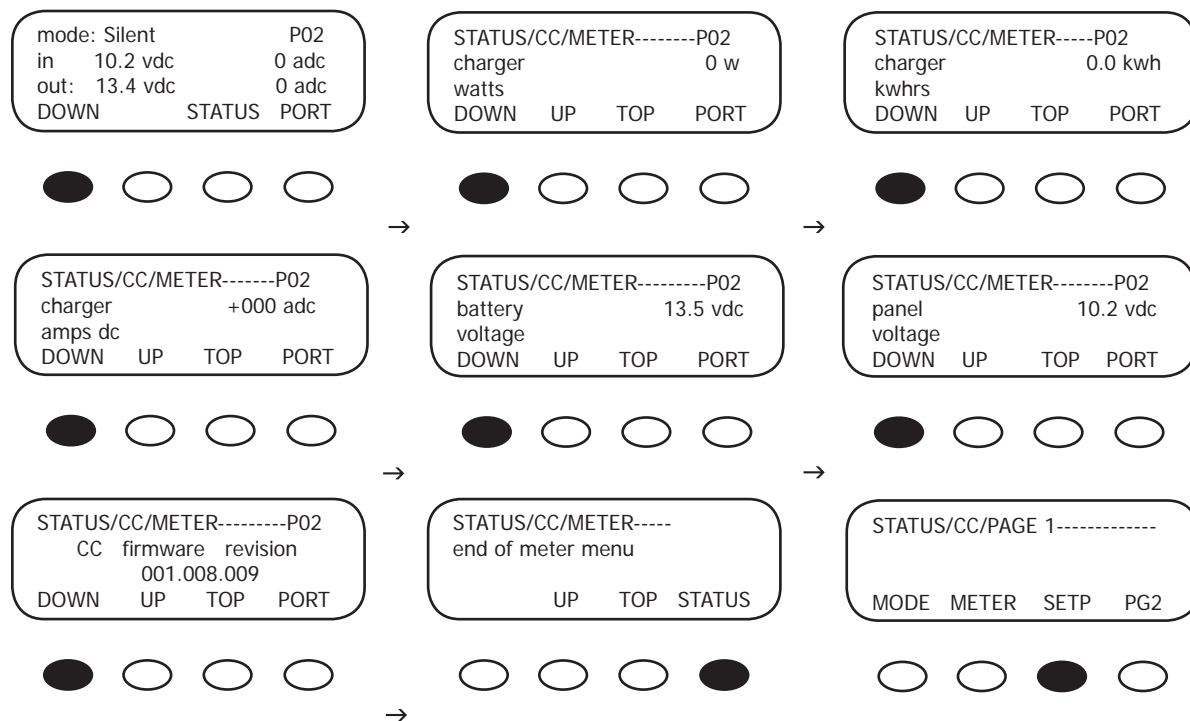 mode: Silent P02
in 10.2 vdc 0 adc
out: 13.4 vdc 0 adc
DOWN STATUS PORT
STATUS/CC/METER--------P02
charger 0 w
watts
DOWN UP TOP PORT
STATUS/CC/METER-----P02
charger 0.0 kwh
kwhrs
DOWN UP TOP PORT
→ →
STATUS/CC/METER-------P02
charger +000 adc
amps dc
DOWN UP TOP PORT
STATUS/CC/METER---------P02
battery 13.5 vdc
voltage
DOWN UP TOP PORT
STATUS/CC/METER--------P02
panel 10.2 vdc
voltage
DOWN UP TOP PORT
→ →
STATUS/CC/METER---------P02
CC firmware revision
001.008.009
DOWN UP TOP PORT
STATUS/CC/METER-----
end of meter menu
UP TOP STATUS
STATUS/CC/PAGE 1-------------
MODE METER SETP PG2
→